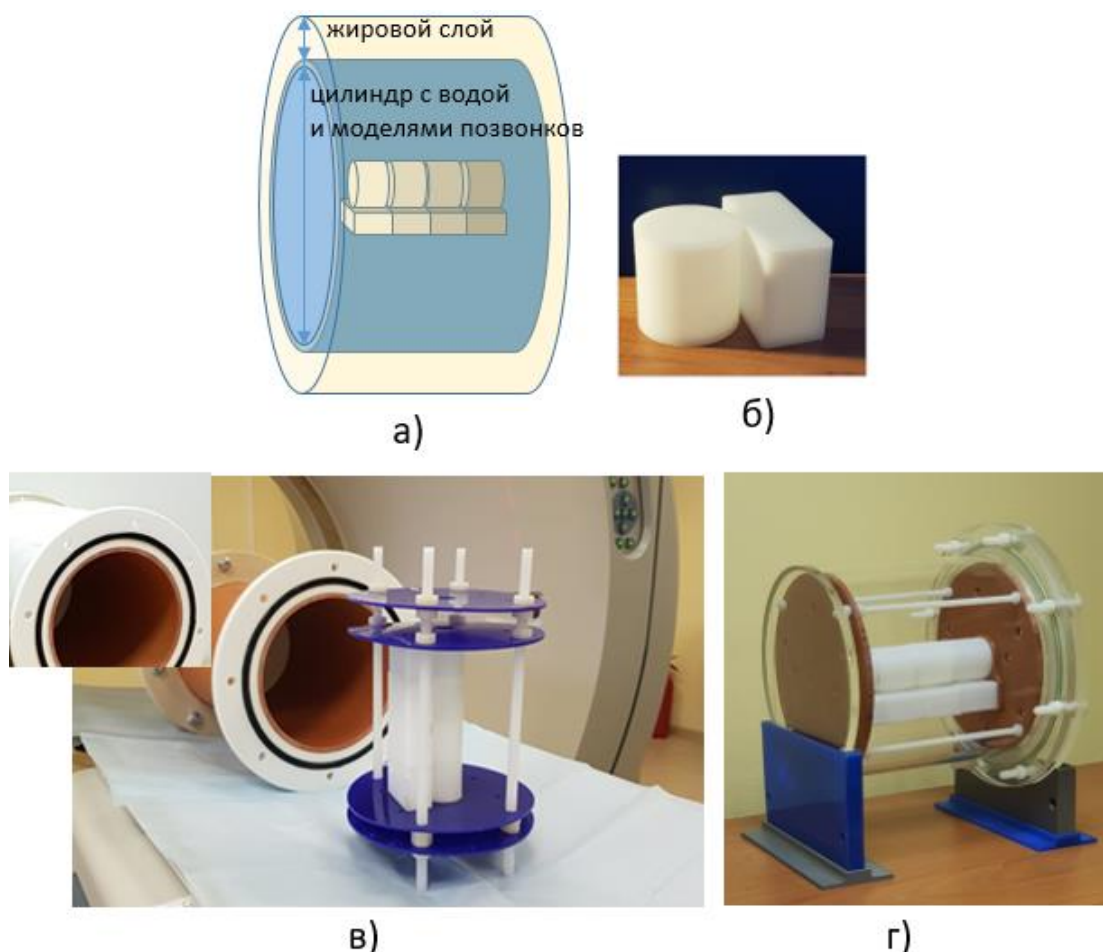 жировой слой
цилиндр с водой
и моделями позвонков
а)
б)
в)
г)